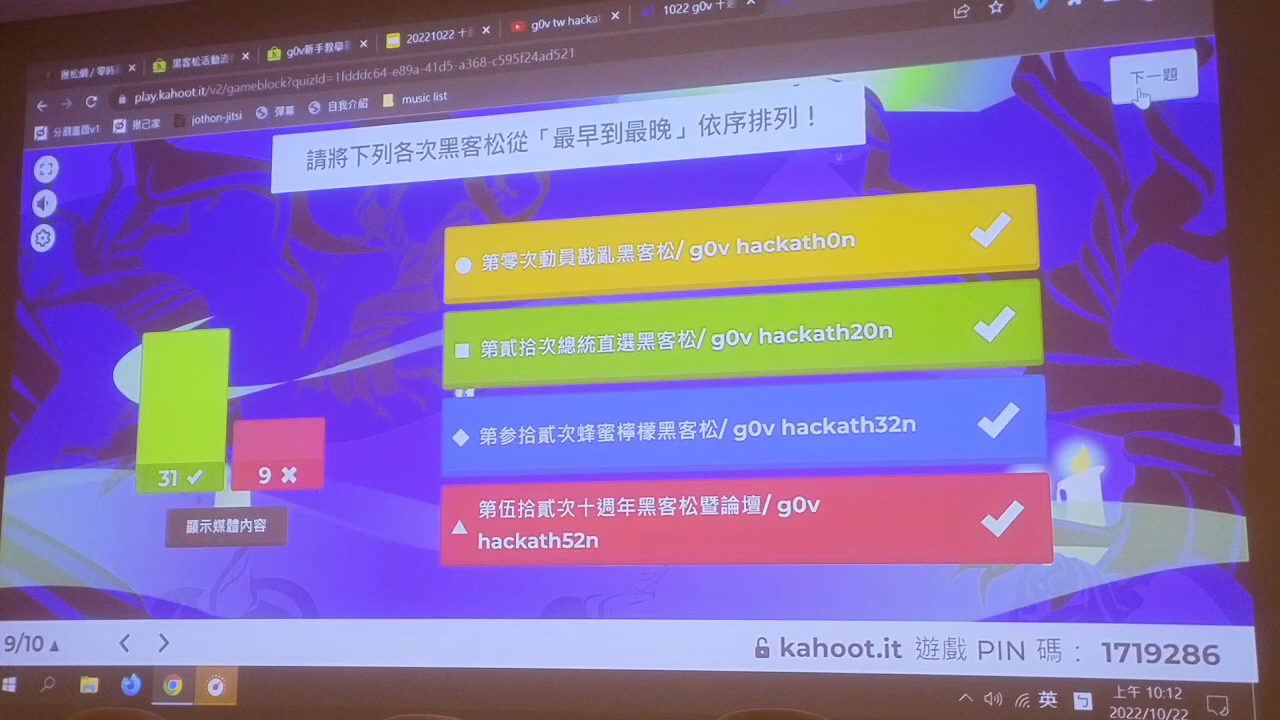 黑客松活動流
g0v新手教學
20221022 十
g0v tw hacka
1022 g0v 十
play.kahoot.it/v2/gameblock?quizId=1fdddc64-e89a-41d5-a368-c595f24ad521
分割畫面v1
揪己家
jothon-jitsi
彈幕
自我介紹
music list
下一題
請將下列各次黑客松從「最早到最晚」依序排列！
第零次動員戡亂黑客松/ g0v hackath0n
第貳拾次總統直選黑客松/ g0v hackath20n
第参拾貳次蜂蜜檸檬黑客松/ g0v hackath32n
第伍拾貳次十週年黑客松暨論壇/ g0v
hackath52n
31
9
顯示媒體內容
9/10
kahoot.it 遊戲 PIN 碼： 1719286
英
上午 10:12
2022/10/22